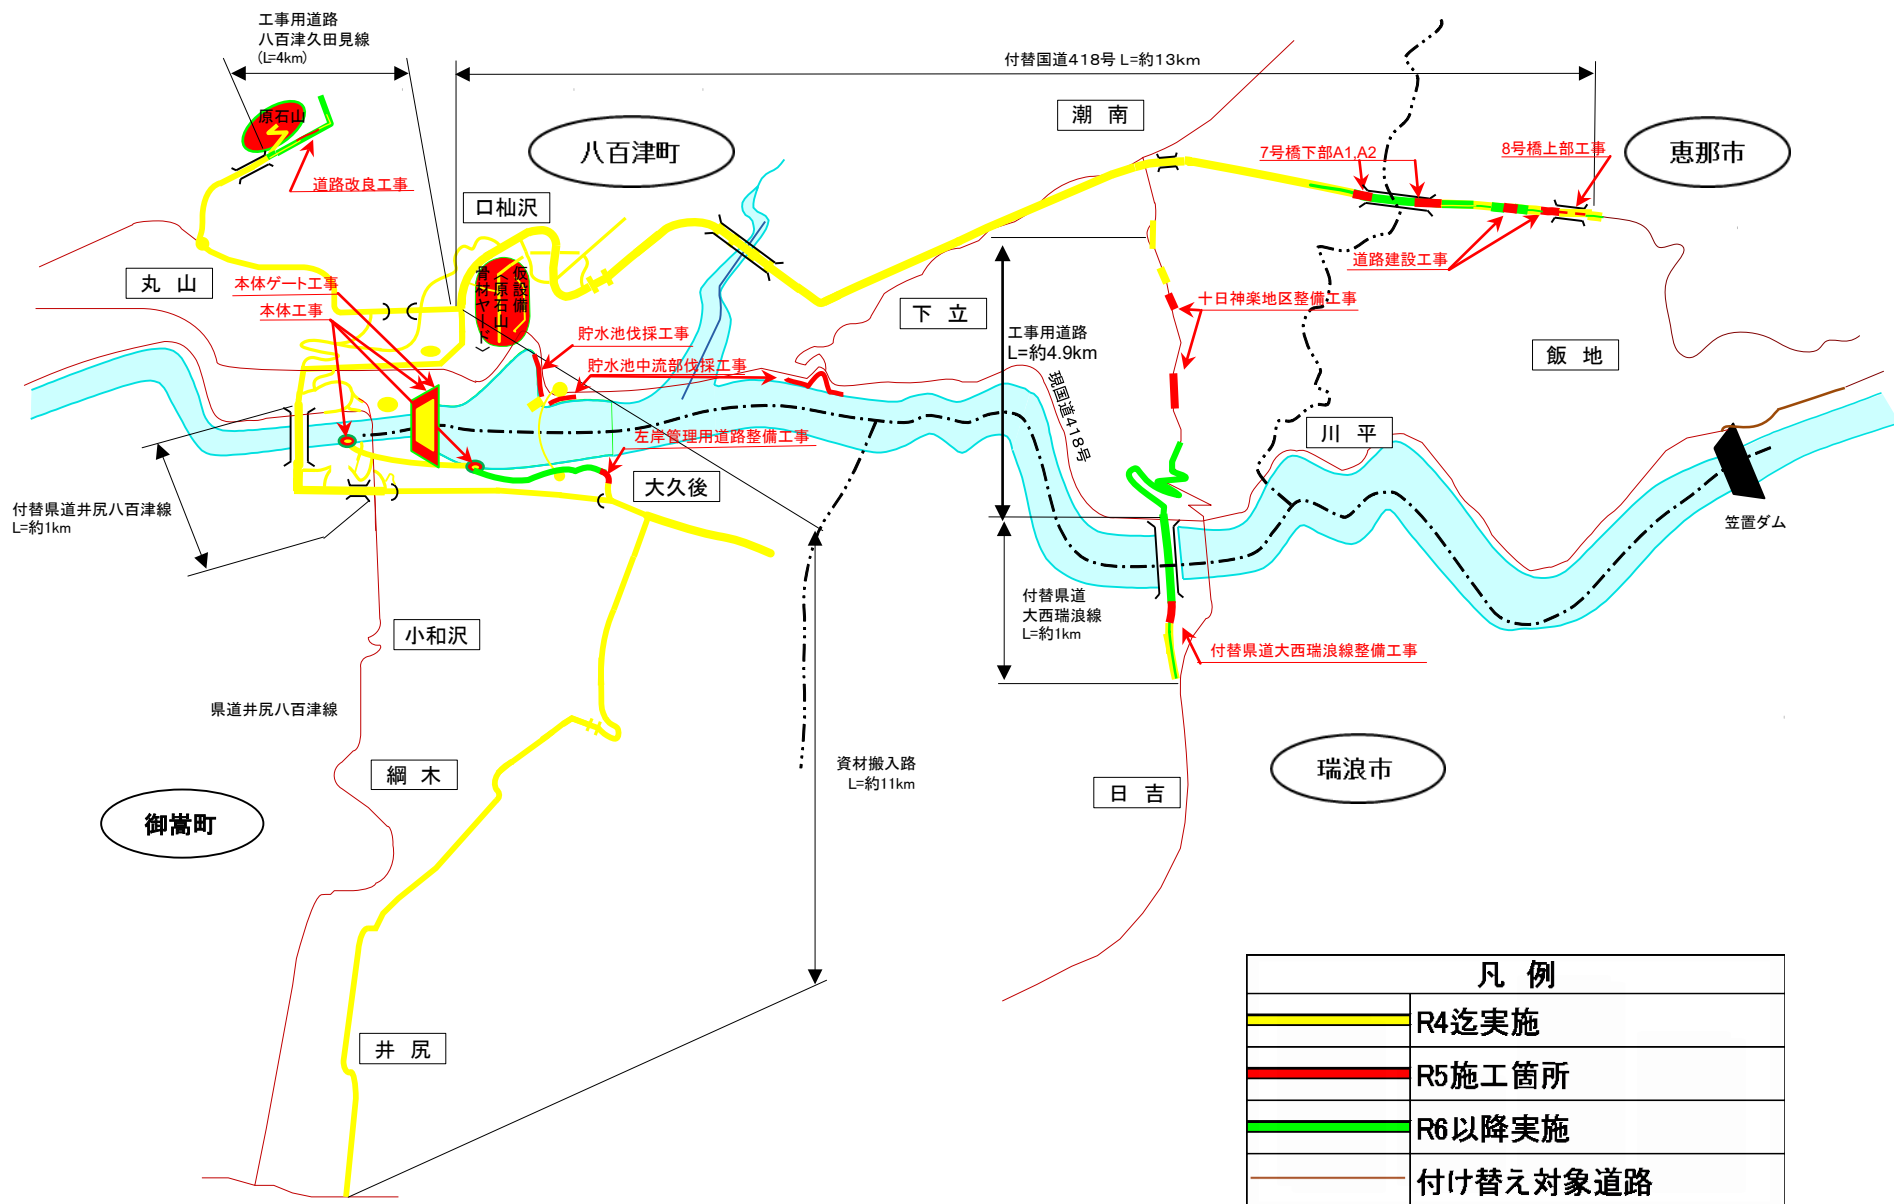 工事用道路
八百津久田見線
(L=4km)
付替国道418号 L=約13km
原石山
八百津町
潮 南
7号橋下部A1,A2
8号橋上部工事
恵那市
道路改良工事
口杣沢
丸 山
本体ゲート工事
本体工事
仮設備
(原石山
骨材ヤード)
道路建設工事
下 立
十日神楽地区整備工事
貯水池伐採工事
貯水池中流部伐採工事
工事用道路
L=約4.9km
飯 地
現国道418号
川 平
左岸管理用道路整備工事
大久後
付替県道井尻八百津線
L=約1km
笠置ダム
付替県道
大西瑞浪線
L=約1km
小和沢
付替県道大西瑞浪線整備工事
県道井尻八百津線
綱 木
資材搬入路
L=約11km
日 吉
瑞浪市
御嵩町
井 尻
凡 例
R4迄実施
R5施工箇所
R6以降実施
付け替え対象道路